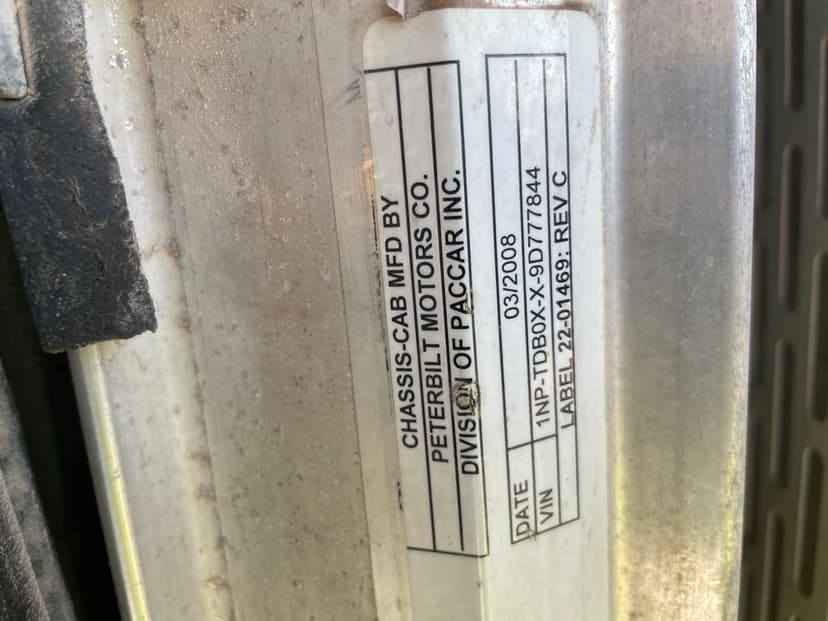 CHASSIS-CAB MFD BY
PETERBILT MOTORS CO.
DIVISION OF PACCAR INC.
DATE 03/2008
VIN 1NP-TDB0X-X-9D777844
LABEL 22-01469: REV C